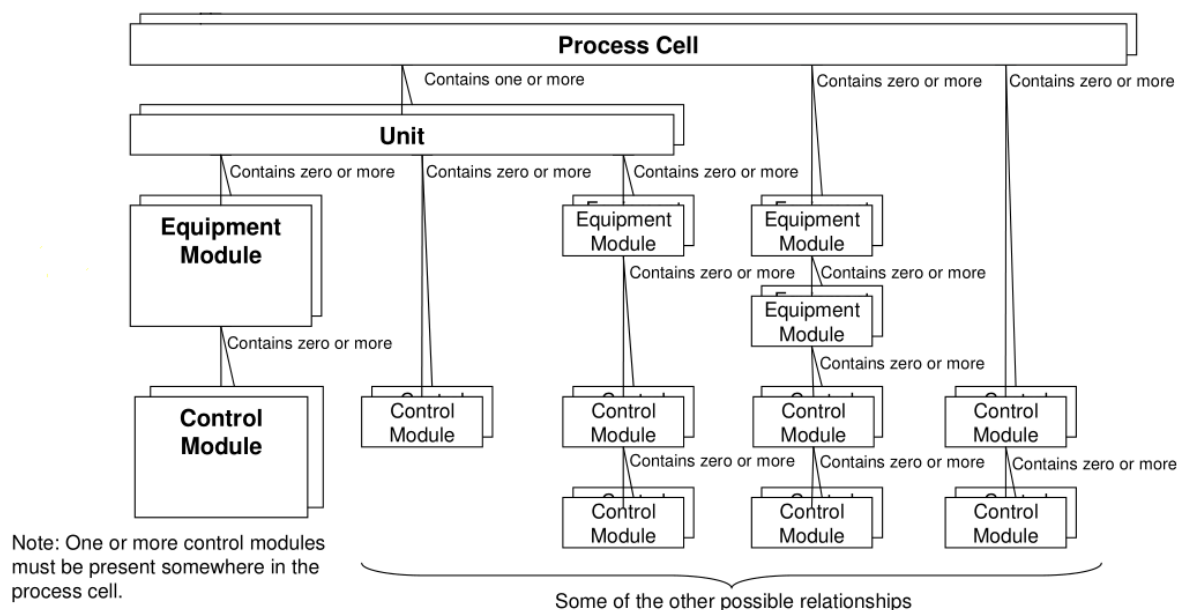 Process Cell
Contains one or more
Contains zero or more
Contains zero or more
Unit
Contains zero or more
Contains zero or more
Contains zero or more
Equipment
Module
Equipment
Module
Equipment
Module
Contains zero or more
Contains zero or more
Equipment
Module
Contains zero or more
Contains zero or more
Control
Module
Control
Module
Control
Module
Control
Module
Control
Module
Contains zero or more
Contains zero or more
Contains zero or more
Control
Module
Control
Module
Control
Module
Note: One or more control modules
must be present somewhere in the
process cell.
Some of the other possible relationships